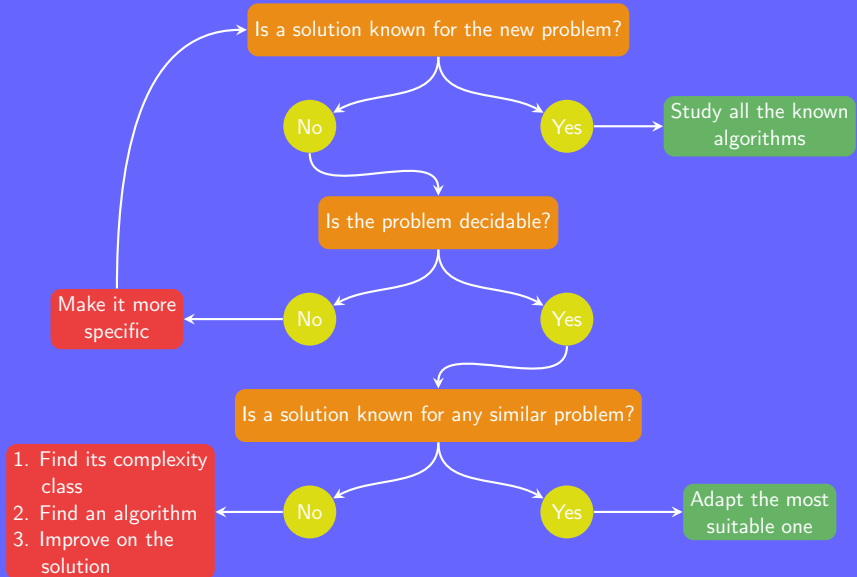 Is a solution known for the new problem?
No
Yes
Study all the known
algorithms
Is the problem decidable?
Make it more
specific
No
Yes
Is a solution known for any similar problem?
1. Find its complexity
class
2. Find an algorithm
3. Improve on the
solution
No
Yes
Adapt the most
suitable one